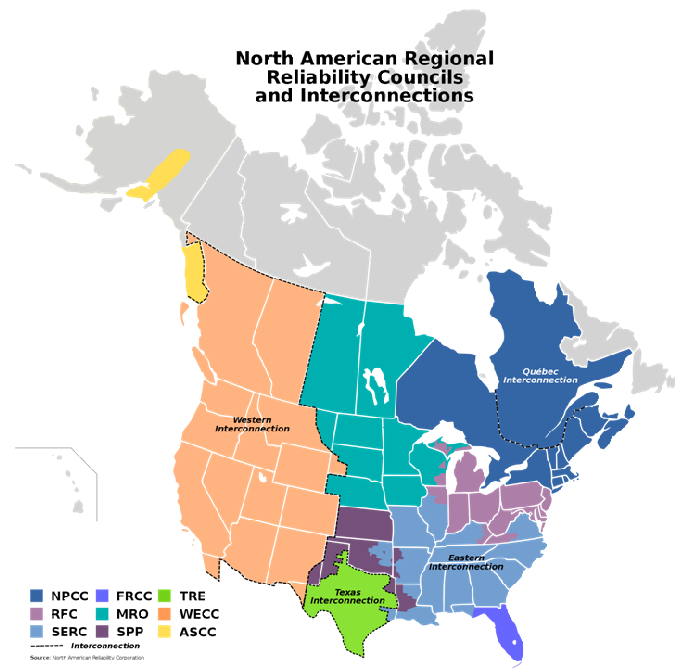 North American Regional
Reliability Councils
and Interconnections
Québec
Interconnection
Western
Interconnection
Eastern
Interconnection
Texas
Interconnection
NPCC FRCC TRE
RFC MRO WECC
SERC SPP ASCC
Interconnection
Source: North American Reliability Corporation